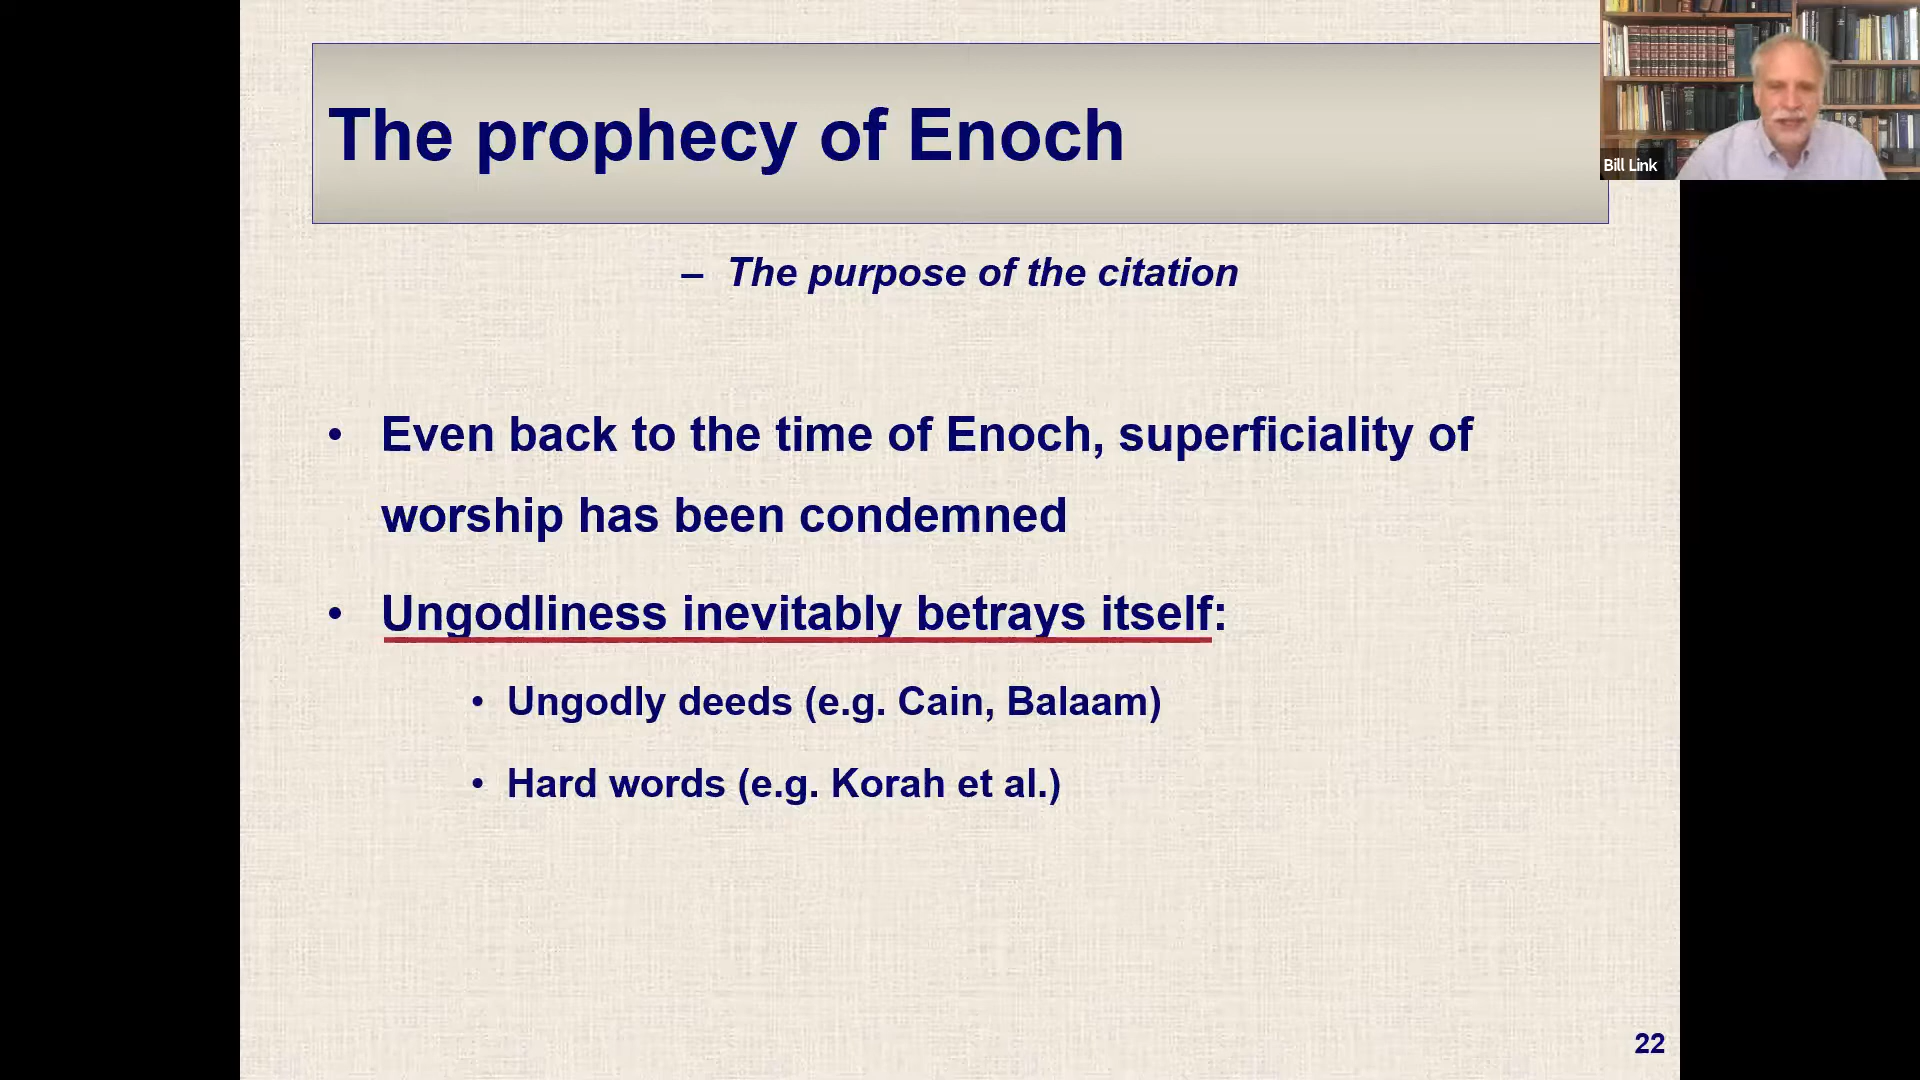 The prophecy of Enoch
Bill Link
– The purpose of the citation
• Even back to the time of Enoch, superficiality of
worship has been condemned
• Ungodliness inevitably betrays itself:
• Ungodly deeds (e.g. Cain, Balaam)
• Hard words (e.g. Korah et al.)
22